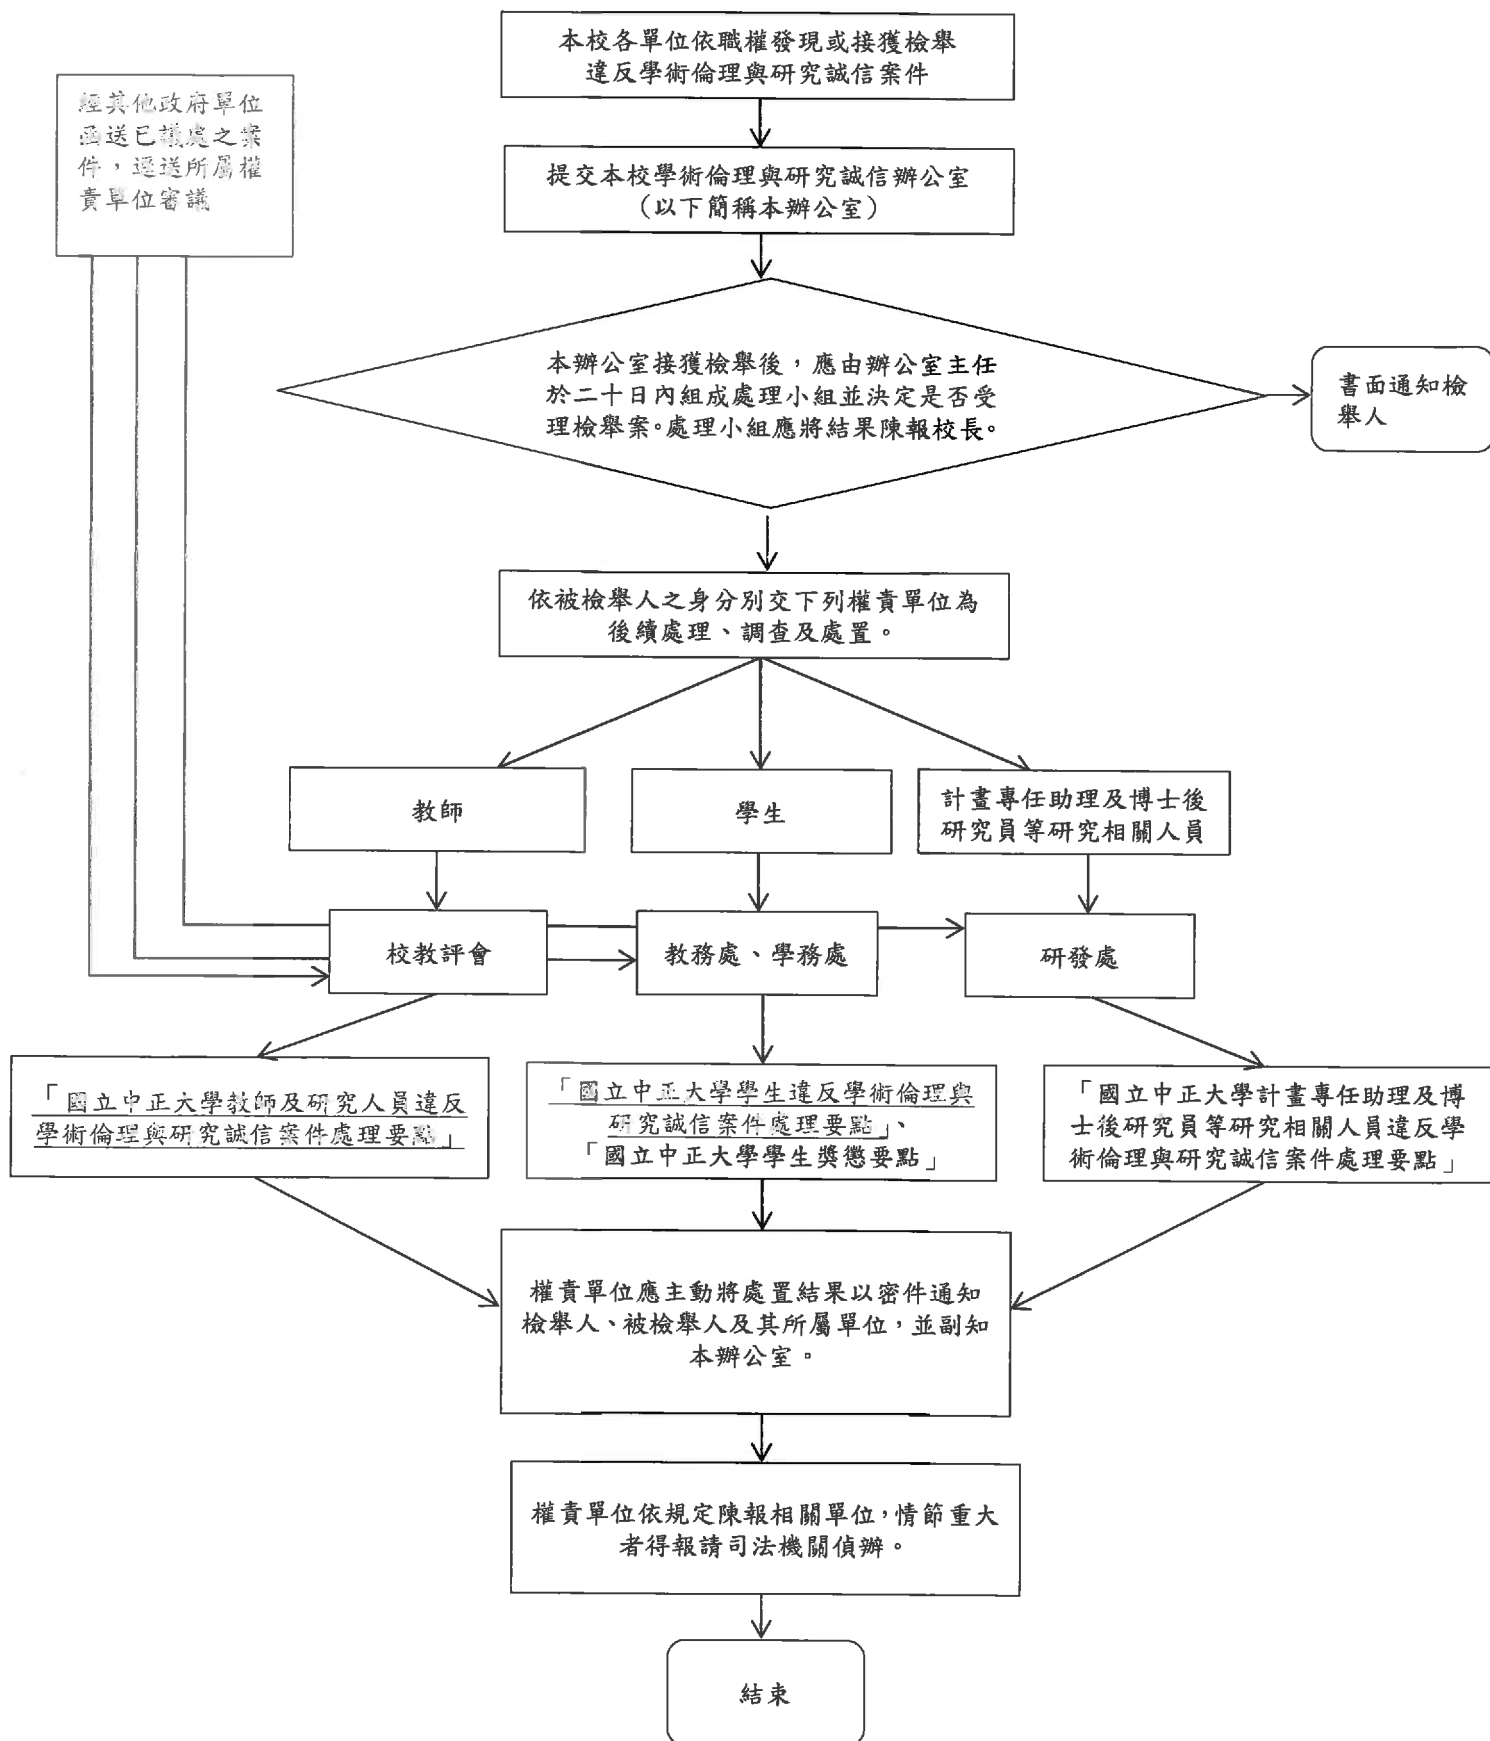 本校各單位依職權發現或接獲檢舉
違反學術倫理與研究誠信案件
經其他政府單位
函送已議處之案
件，逕送所屬權
責單位審議
提交本校學術倫理與研究誠信辦公室
（以下簡稱本辦公室）
本辦公室接獲檢舉後，應由辦公室主任
於二十日內組成處理小組並決定是否受
理檢舉案。處理小組應將結果陳報校長。
書面通知檢
舉人
依被檢舉人之身分別交下列權責單位為
後續處理、調查及處置。
教師
學生
計畫專任助理及博士後
研究員等研究相關人員
校教評會
教務處、學務處
研發處
「國立中正大學教師及研究人員違反
學術倫理與研究誠信案件處理要點」
「國立中正大學學生違反學術倫理與
研究誠信案件處理要點」、
「國立中正大學學生獎懲要點」
「國立中正大學計畫專任助理及博
士後研究員等研究相關人員違反學
術倫理與研究誠信案件處理要點」
權責單位應主動將處置結果以密件通知
檢舉人、被檢舉人及其所屬單位，並副知
本辦公室。
權責單位依規定陳報相關單位，情節重大
者得報請司法機關偵辦。
結束